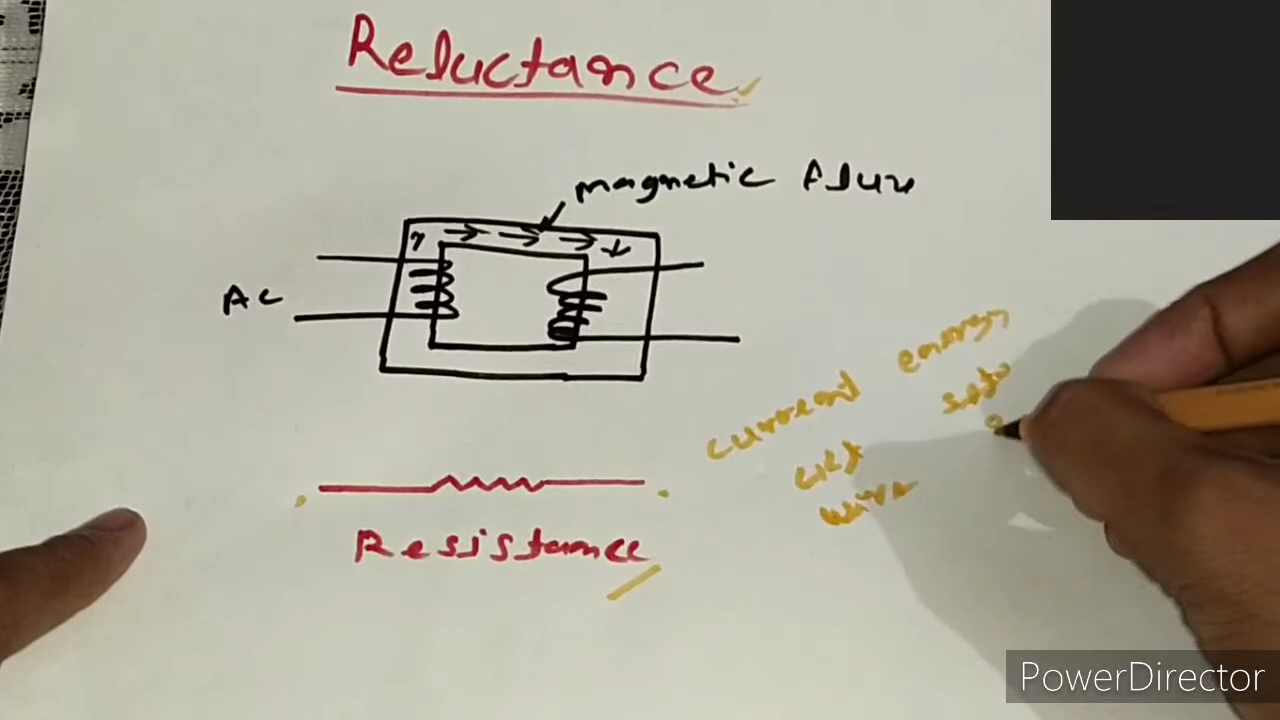 Reluctance
magnetic flux
AC
Resistance
current
energy
PowerDirector